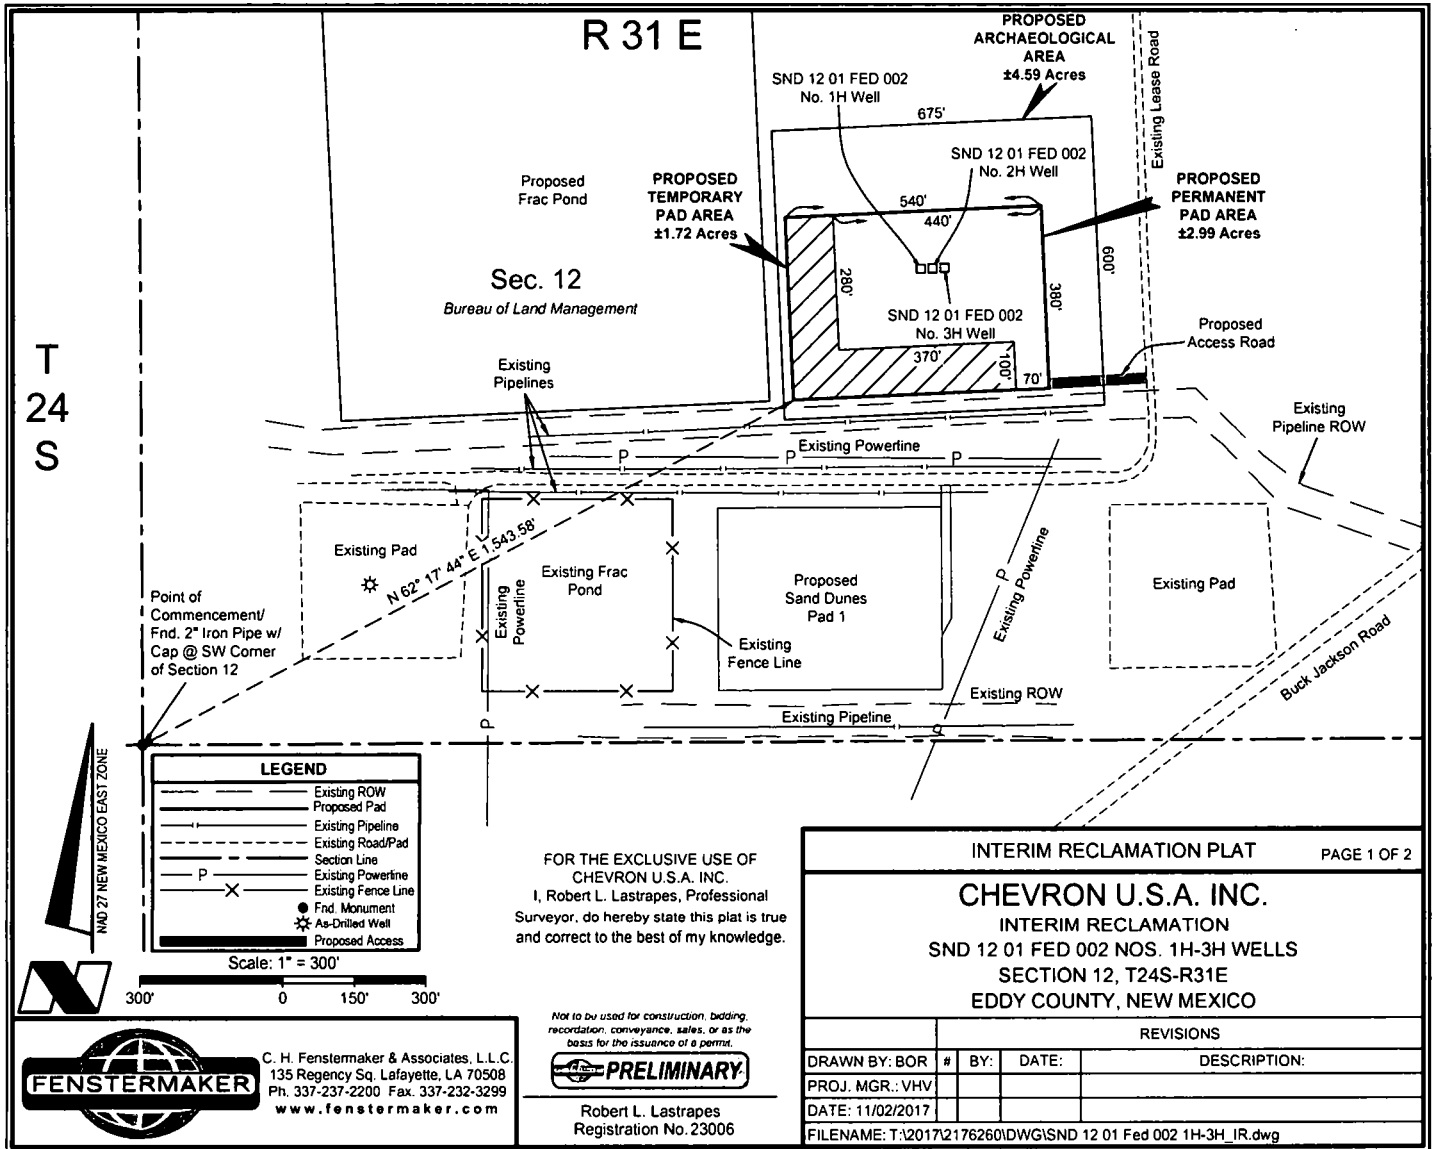 R 31 E
PROPOSED
ARCHAEOLOGICAL
AREA
±4.59 Acres
Existing Lease Road
SND 12 01 FED 002
No. 1H Well
675'
SND 12 01 FED 002
No. 2H Well
Proposed
Frac Pond
PROPOSED
TEMPORARY
PAD AREA
±1.72 Acres
PROPOSED
PERMANENT
PAD AREA
±2.99 Acres
540'
440'
600'
280'
380'
Sec. 12
Bureau of Land Management
SND 12 01 FED 002
No. 3H Well
Proposed
Access Road
370'
100'
70'
T
24
S
Existing
Pipelines
Existing
Pipeline ROW
Existing Powerline
P
P
P
Existing Pad
N 62° 17' 44" E 1,543.58'
Existing Frac
Pond
Existing
Powerline
Proposed
Sand Dunes
Pad 1
P
Existing Powerline
Existing Pad
Point of
Commencement/
Fnd. 2" Iron Pipe w/
Cap @ SW Corner
of Section 12
Existing
Fence Line
Buck Jackson Road
Existing ROW
Existing Pipeline
P
P
NAD 27 NEW MEXICO EAST ZONE
LEGEND
Existing ROW
Proposed Pad
Existing Pipeline
Existing Road/Pad
Section Line
P
Existing Powerline
Existing Fence Line
Fnd. Monument
As-Drilled Well
Proposed Access
Scale: 1" = 300'
300' 0 150' 300'
N
FOR THE EXCLUSIVE USE OF
CHEVRON U.S.A. INC.
I, Robert L. Lastrapes, Professional
Surveyor, do hereby state this plat is true
and correct to the best of my knowledge.
Not to be used for construction, bidding,
recordation, conveyance, sales, or as the
basis for the issuance of a permit.
PRELIMINARY
Robert L. Lastrapes
Registration No. 23006
FENSTERMAKER
C. H. Fenstermaker & Associates, L.L.C.
135 Regency Sq. Lafayette, LA 70508
Ph. 337-237-2200 Fax. 337-232-3299
www.fenstermaker.com
INTERIM RECLAMATION PLAT PAGE 1 OF 2
CHEVRON U.S.A. INC.
INTERIM RECLAMATION
SND 12 01 FED 002 NOS. 1H-3H WELLS
SECTION 12, T24S-R31E
EDDY COUNTY, NEW MEXICO
REVISIONS
DRAWN BY: BOR # BY: DATE: DESCRIPTION:
PROJ. MGR.: VHV
DATE: 11/02/2017
FILENAME: T:\2017\2176260\DWG\SND 12 01 Fed 002 1H-3H_IR.dwg